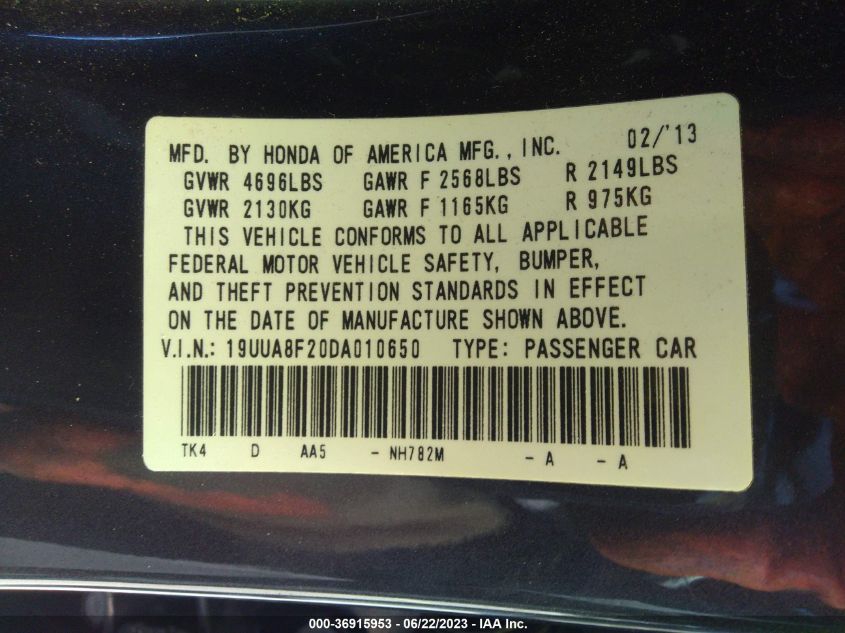 MFD. BY HONDA OF AMERICA MFG., INC. 02/'13
GVWR 4696LBS GAWR F 2568LBS R 2149LBS
GVWR 2130KG GAWR F 1165KG R 975KG
THIS VEHICLE CONFORMS TO ALL APPLICABLE
FEDERAL MOTOR VEHICLE SAFETY, BUMPER,
AND THEFT PREVENTION STANDARDS IN EFFECT
ON THE DATE OF MANUFACTURE SHOWN ABOVE.
V.I.N.: 19UUA8F20DA010650 TYPE: PASSENGER CAR
TK4 D AA5 - NH782M - A - A
000-36915953 - 06/22/2023 - IAA Inc.